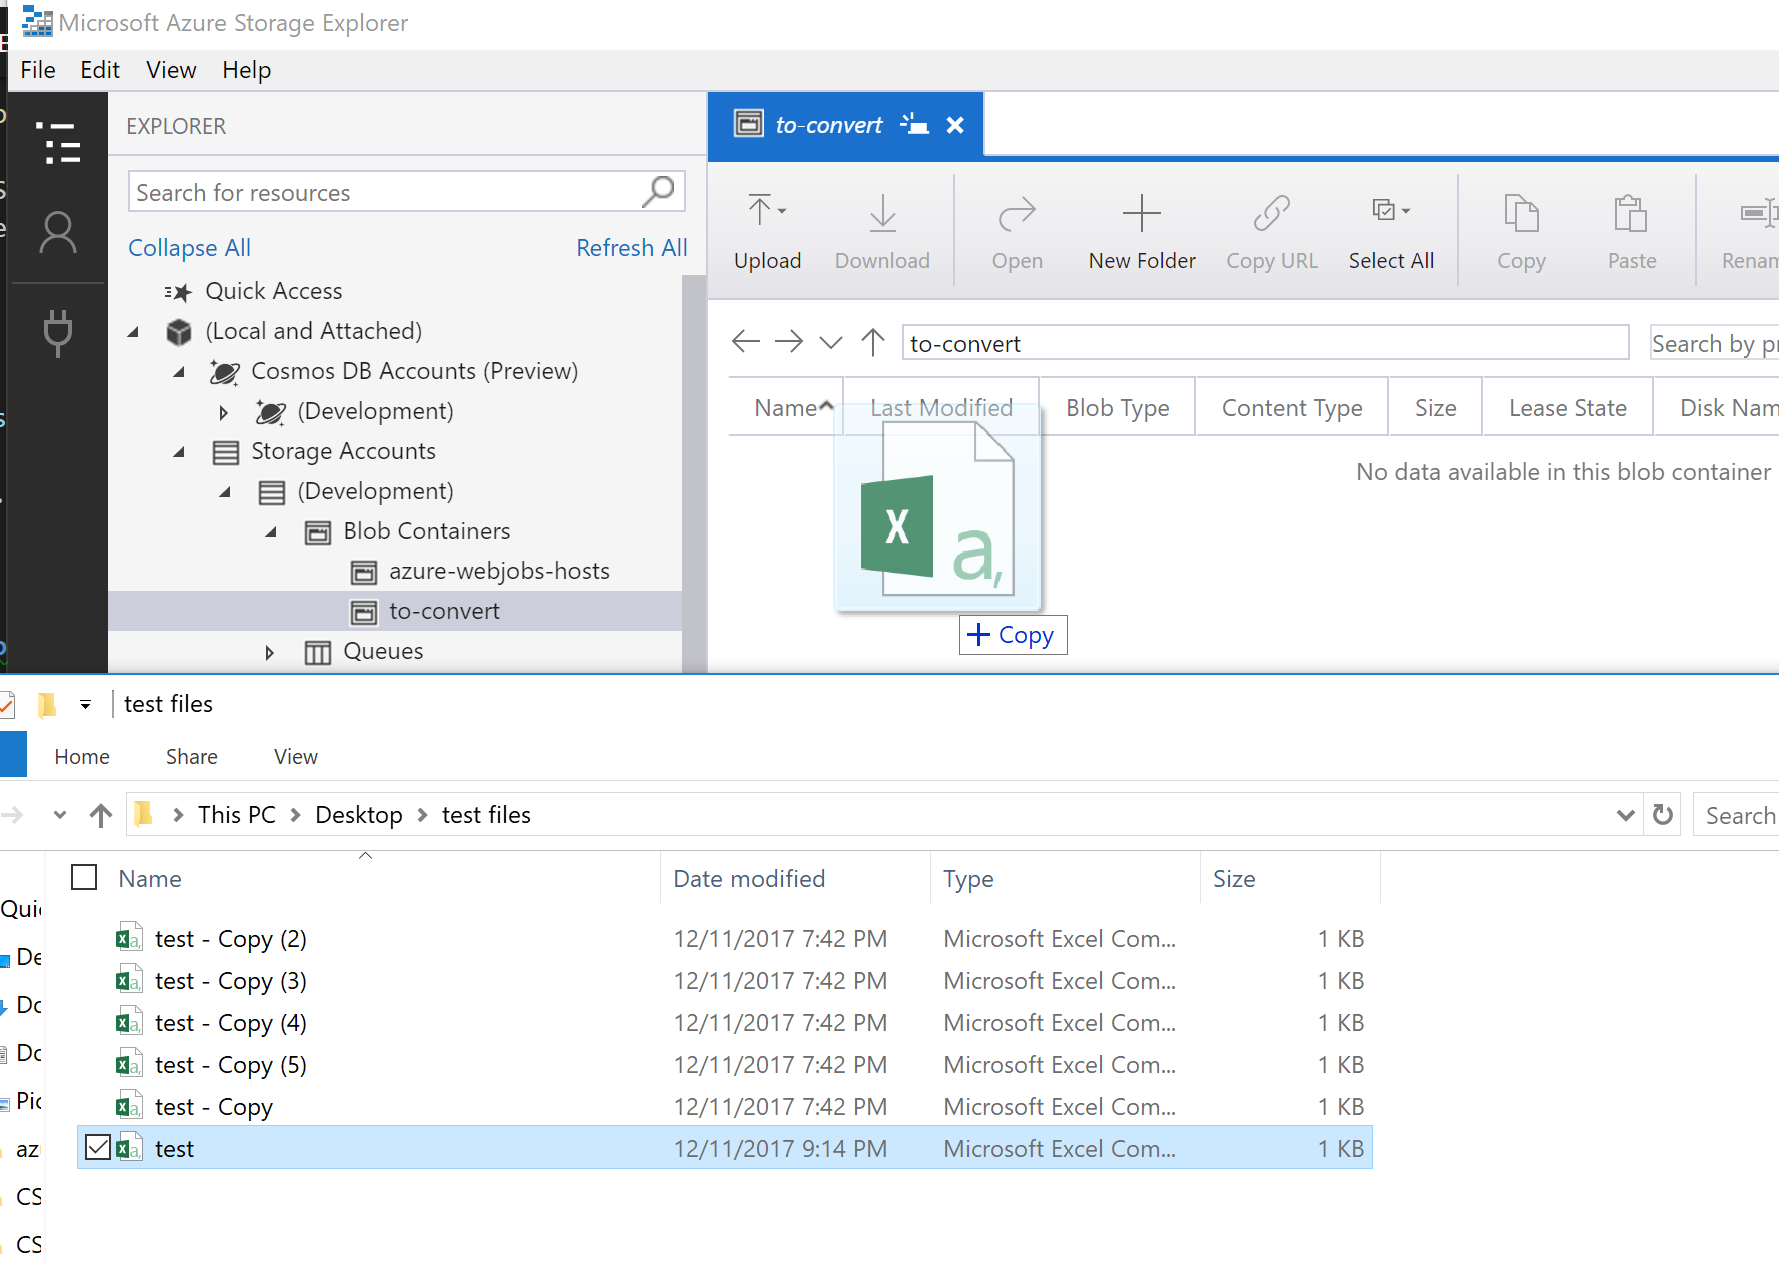 Microsoft Azure Storage Explorer
File Edit View Help
EXPLORER
to-convert
Search for resources
Collapse All Refresh All
Upload Download Open New Folder Copy URL Select All Copy Paste Renam
Quick Access
(Local and Attached)
to-convert
Search by pr
Cosmos DB Accounts (Preview)
(Development)
Name Last Modified Blob Type Content Type Size Lease State Disk Nam
Storage Accounts
No data available in this blob container
(Development)
Blob Containers
X a,
azure-webjobs-hosts
to-convert
+ Copy
Queues
test files
Home Share View
This PC Desktop test files
Search
Name Date modified Type Size
Quic
test - Copy (2) 12/11/2017 7:42 PM Microsoft Excel Com... 1 KB
De
test - Copy (3) 12/11/2017 7:42 PM Microsoft Excel Com... 1 KB
Do
test - Copy (4) 12/11/2017 7:42 PM Microsoft Excel Com... 1 KB
Do
test - Copy (5) 12/11/2017 7:42 PM Microsoft Excel Com... 1 KB
Pic
test - Copy 12/11/2017 7:42 PM Microsoft Excel Com... 1 KB
az
test 12/11/2017 9:14 PM Microsoft Excel Com... 1 KB
CS
CS